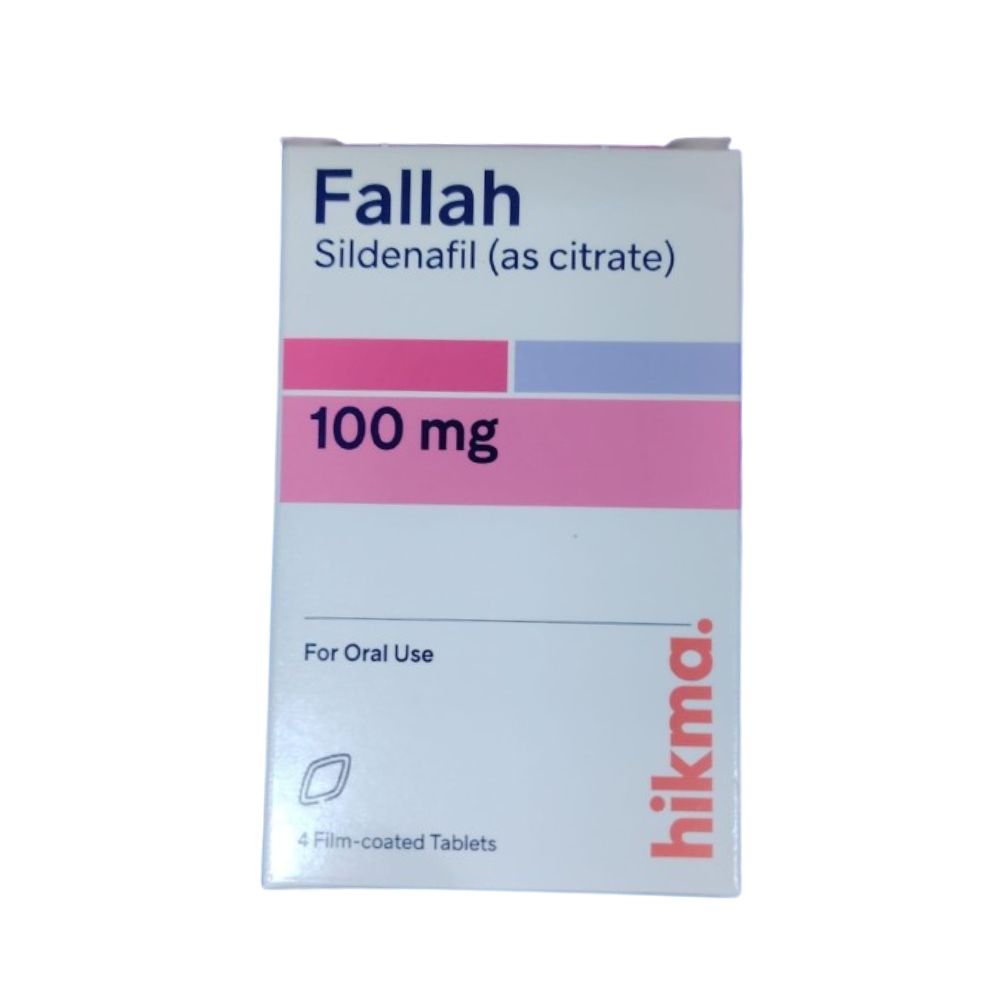 Fallah
Sildenafil (as citrate)
100 mg
For Oral Use
4 Film-coated Tablets
hikma.